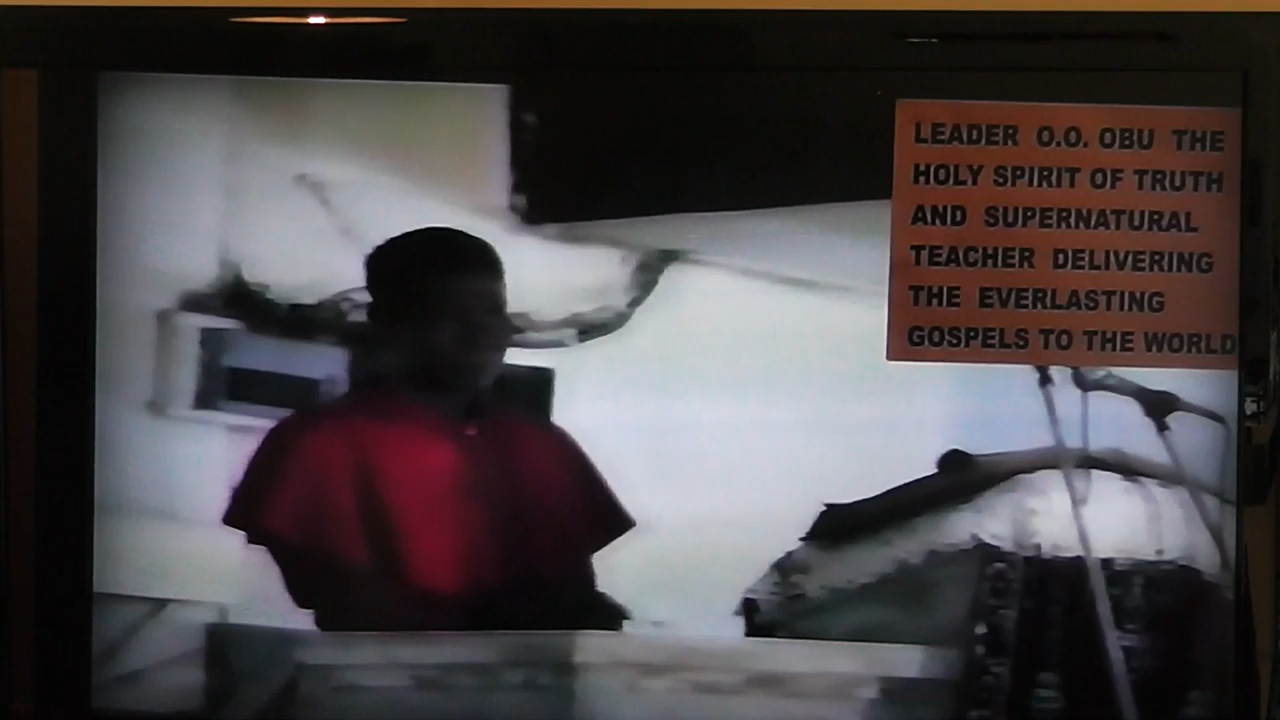 LEADER O.O. OBU THE
HOLY SPIRIT OF TRUTH
AND SUPERNATURAL
TEACHER DELIVERING
THE EVERLASTING
GOSPELS TO THE WORLD